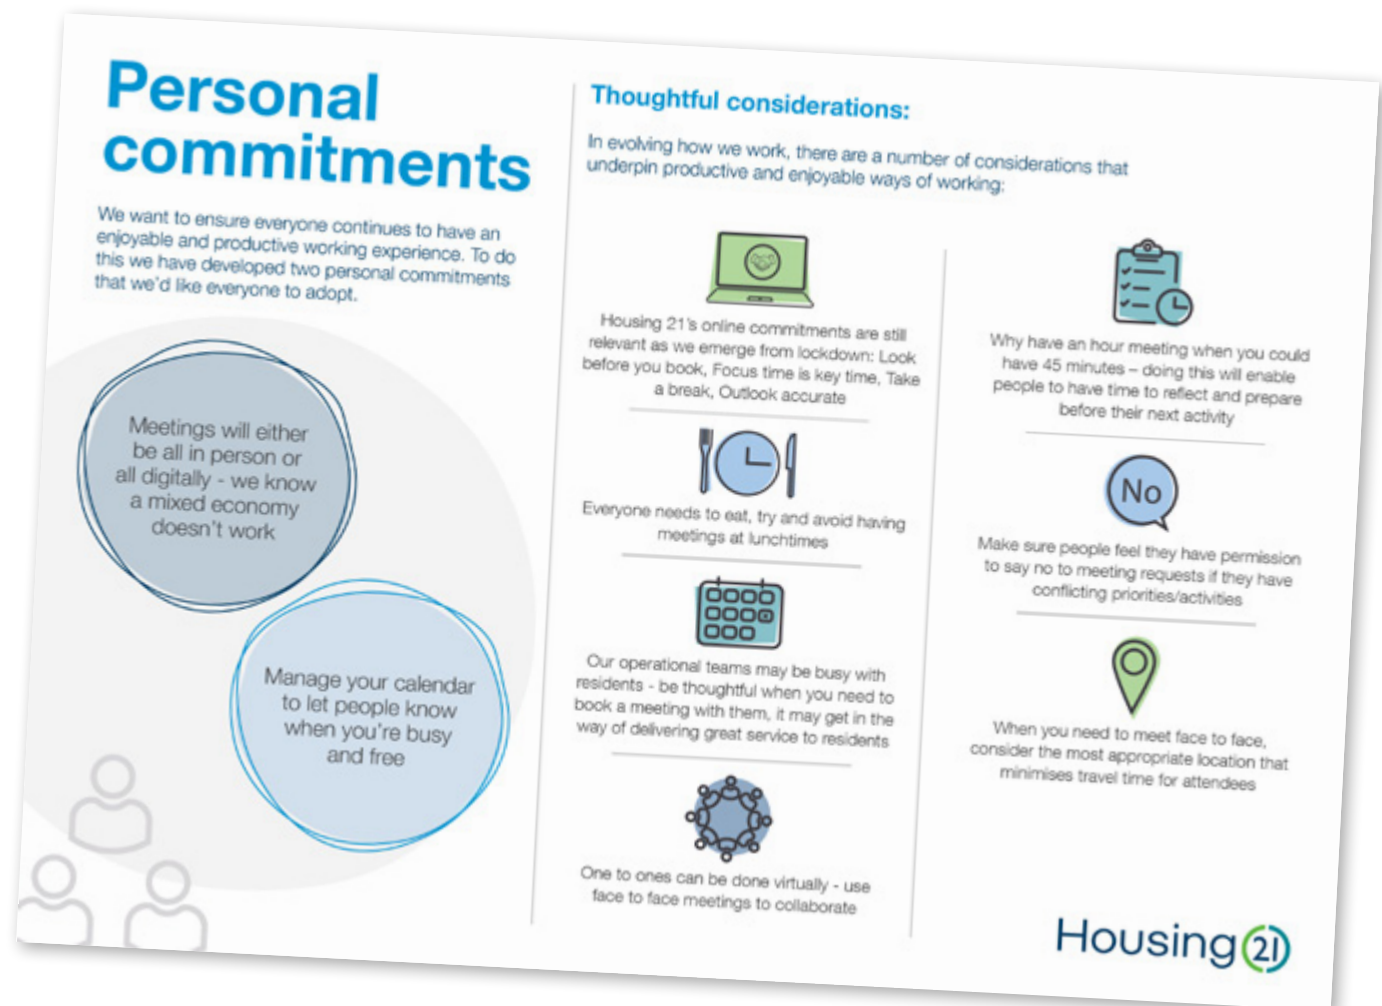 Personal
commitments
We want to ensure everyone continues to have an
enjoyable and productive working experience. To do
this we have developed two personal commitments
that we'd like everyone to adopt.
Meetings will either
be all in person or
all digitally - we know
a mixed economy
doesn't work
Manage your calendar
to let people know
when you're busy
and free
Thoughtful considerations:
In evolving how we work, there are a number of considerations that
underpin productive and enjoyable ways of working:
Housing 21's online commitments are still
relevant as we emerge from lockdown: Look
before you book, Focus time is key time, Take
a break, Outlook accurate
Everyone needs to eat, try and avoid having
meetings at lunchtimes
Our operational teams may be busy with
residents - be thoughtful when you need to
book a meeting with them, it may get in the
way of delivering great service to residents
One to ones can be done virtually - use
face to face meetings to collaborate
Why have an hour meeting when you could
have 45 minutes – doing this will enable
people to have time to reflect and prepare
before their next activity
No
Make sure people feel they have permission
to say no to meeting requests if they have
conflicting priorities/activities
When you need to meet face to face,
consider the most appropriate location that
minimises travel time for attendees
Housing 21